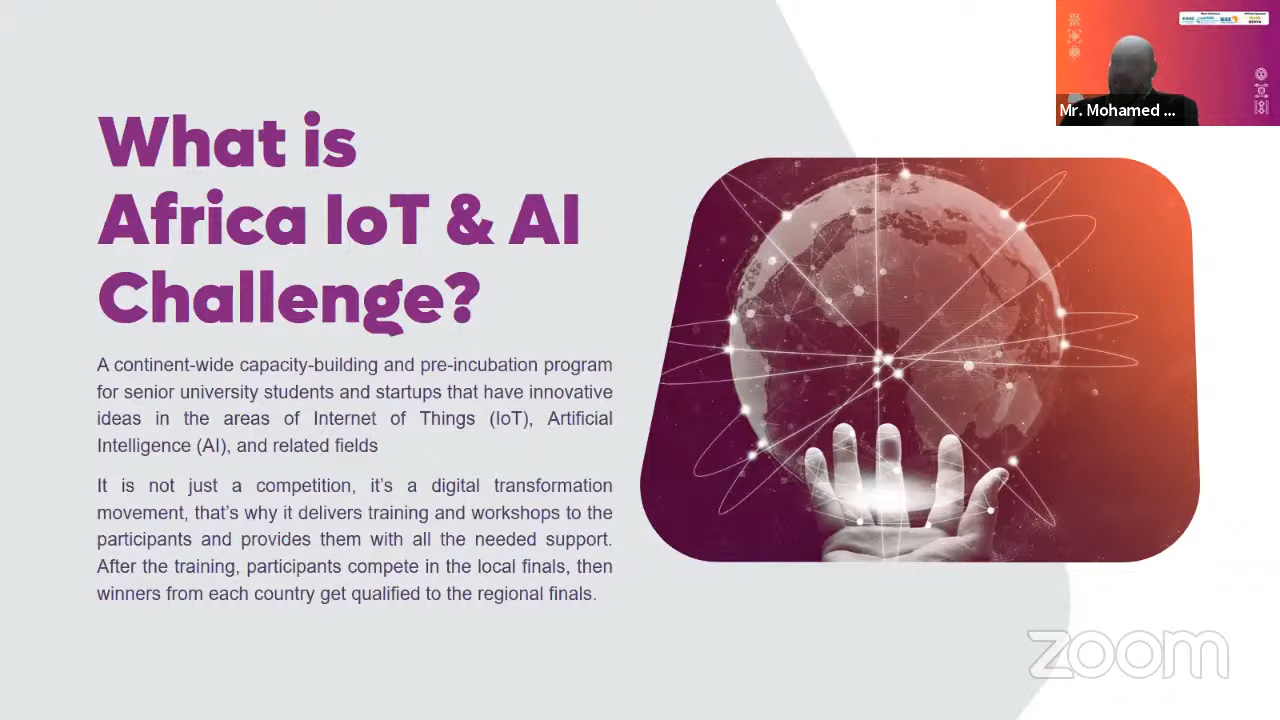 What is
Africa IoT & AI
Challenge?
A continent-wide capacity-building and pre-incubation program
for senior university students and startups that have innovative
ideas in the areas of Internet of Things (IoT), Artificial
Intelligence (AI), and related fields
It is not just a competition, it’s a digital transformation
movement, that’s why it delivers training and workshops to the
participants and provides them with all the needed support.
After the training, participants compete in the local finals, then
winners from each country get qualified to the regional finals.
Mr. Mohamed ...
zoom